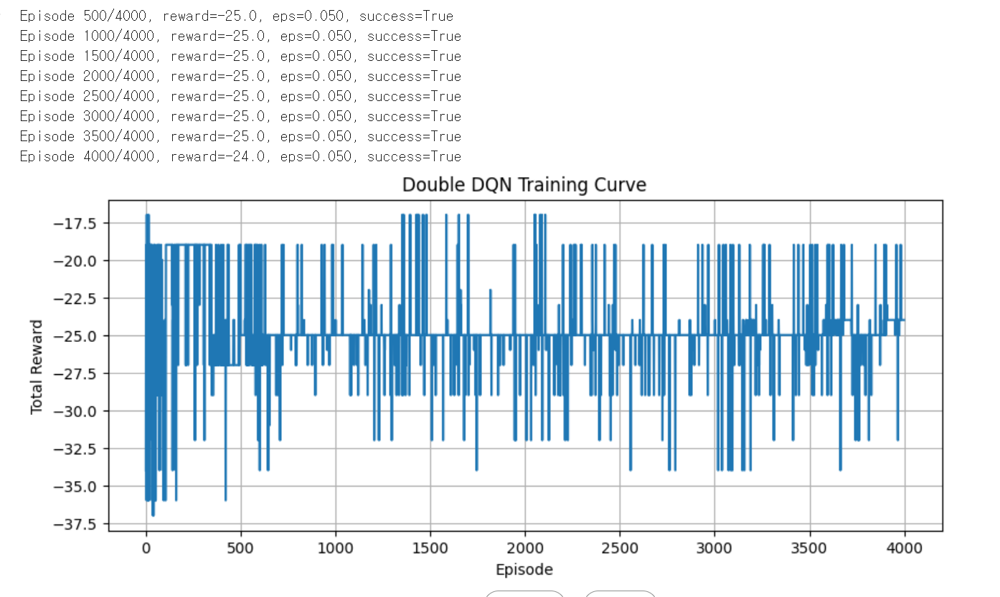 Episode 500/4000, reward=-25.0, eps=0.050, success=True
Episode 1000/4000, reward=-25.0, eps=0.050, success=True
Episode 1500/4000, reward=-25.0, eps=0.050, success=True
Episode 2000/4000, reward=-25.0, eps=0.050, success=True
Episode 2500/4000, reward=-25.0, eps=0.050, success=True
Episode 3000/4000, reward=-25.0, eps=0.050, success=True
Episode 3500/4000, reward=-25.0, eps=0.050, success=True
Episode 4000/4000, reward=-24.0, eps=0.050, success=True
Double DQN Training Curve
Total Reward
−17.5
−20.0
−22.5
−25.0
−27.5
−30.0
−32.5
−35.0
−37.5
0 500 1000 1500 2000 2500 3000 3500 4000
Episode